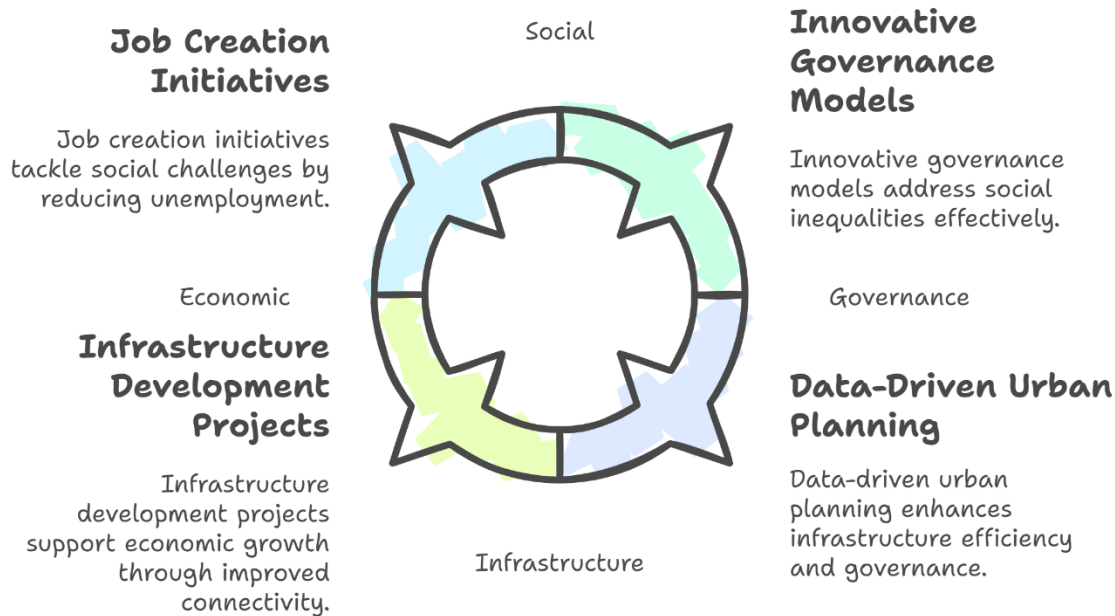 Social
Job Creation
Initiatives
Job creation initiatives
tackle social challenges by
reducing unemployment.
Innovative
Governance
Models
Innovative governance
models address social
inequalities effectively.
Economic
Governance
Infrastructure
Development
Projects
Infrastructure
development projects
support economic growth
through improved
connectivity.
Data-Driven Urban
Planning
Data-driven urban
planning enhances
infrastructure efficiency
and governance.
Infrastructure